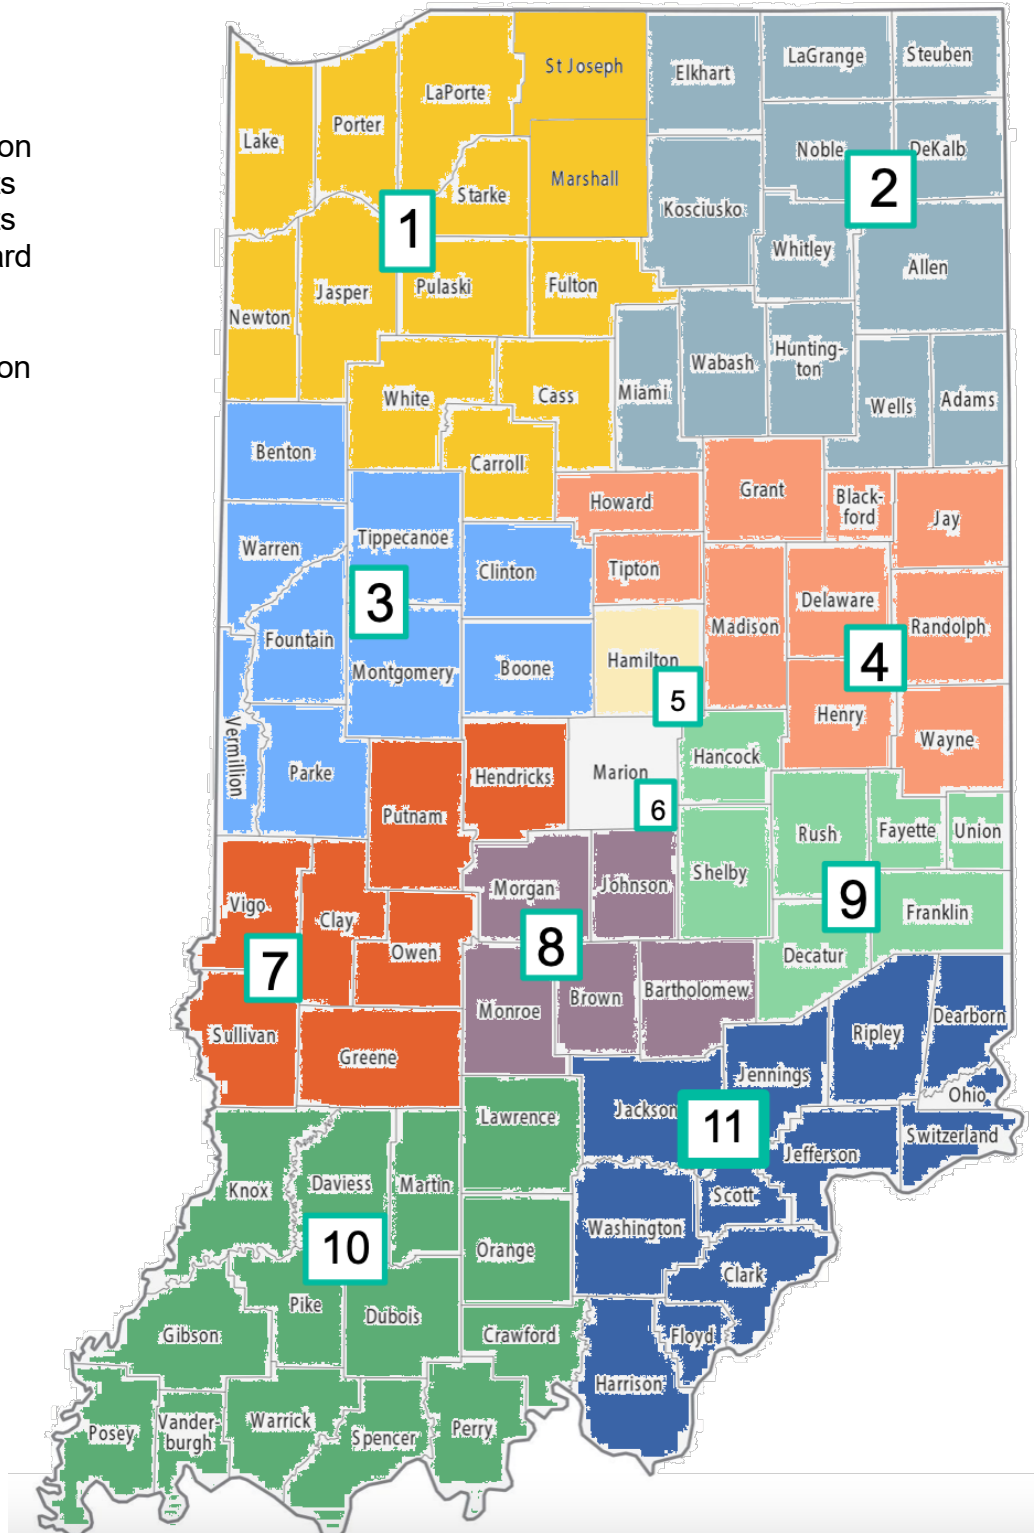 on
ts
ts
ard
on
St Joseph
Elkhart
LaGrange
Steuben
LaPorte
Porter
Lake
Noble
DeKalb
2
Starke
Marshall
Kosciusko
1
Whitley
Allen
Jasper
Pulaski
Fulton
Newton
Wabash
Hunting-
ton
White
Cass
Miami
Wells
Adams
Benton
Carroll
Howard
Grant
Black-
ford
Jay
Warren
Tippecanoe
Clinton
Tipton
3
Delaware
Randolph
Fountain
Madison
Montgomery
Boone
Hamilton
4
5
Henry
Wayne
Vermillion
Parke
Hendricks
Marion
Hancock
6
Putnam
Rush
Fayette
Union
Vigo
Clay
Morgan
Johnson
Shelby
9
Franklin
Owen
8
Decatur
7
Sullivan
Monroe
Brown
Bartholomew
Ripley
Dearborn
Greene
Jennings
Ohio
Lawrence
Jackson
11
Jefferson
Switzerland
Knox
Daviess
Martin
Scott
Washington
10
Orange
Clark
Pike
Dubois
Gibson
Crawford
Floyd
Harrison
Posey
Vander-
burgh
Warrick
Spencer
Perry